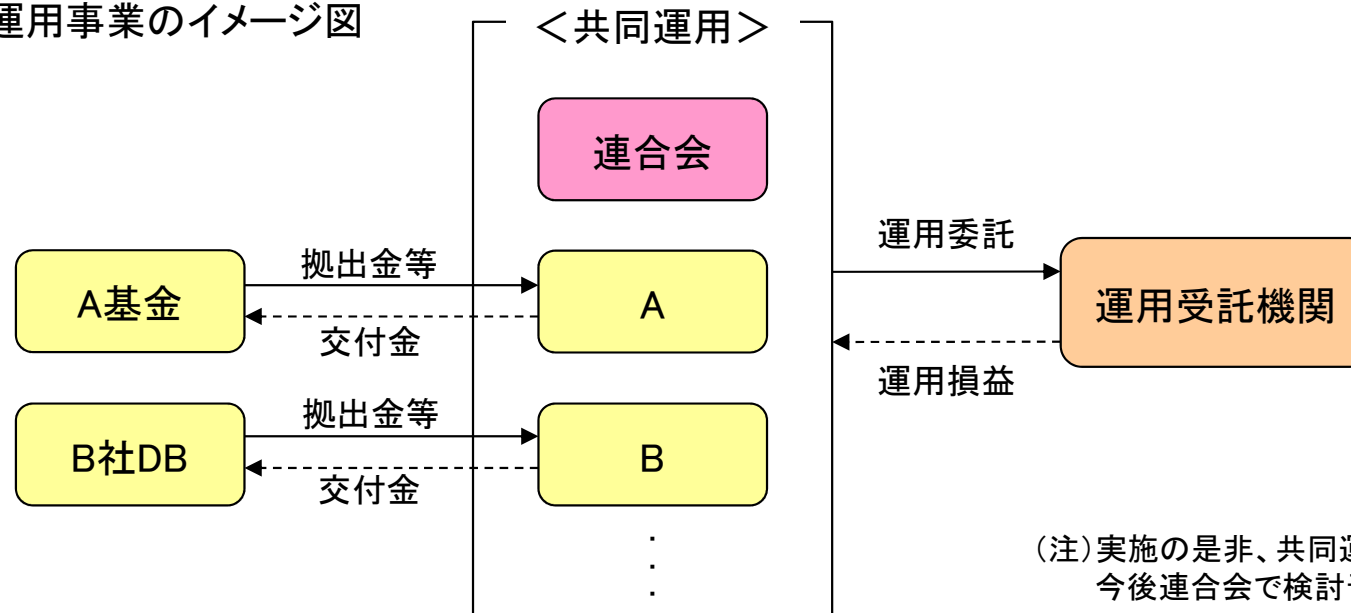 運用事業のイメージ図
＜共同運用＞
連合会
運用委託
拠出金等
A基金
A
運用受託機関
交付金
運用損益
拠出金等
B社DB
B
交付金
・
・
・
（注）実施の是非、共同運
今後連合会で検討